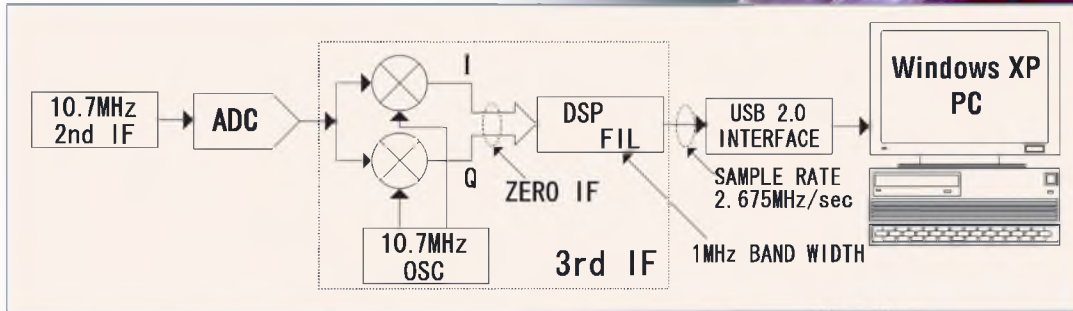 10.7MHz
2nd IF
ADC
I
Q
10.7MHz
OSC
ZERO IF
3rd IF
DSP
FIL
1MHz BAND WIDTH
SAMPLE RATE
2.675MHz/sec
USB 2.0
INTERFACE
Windows XP
PC